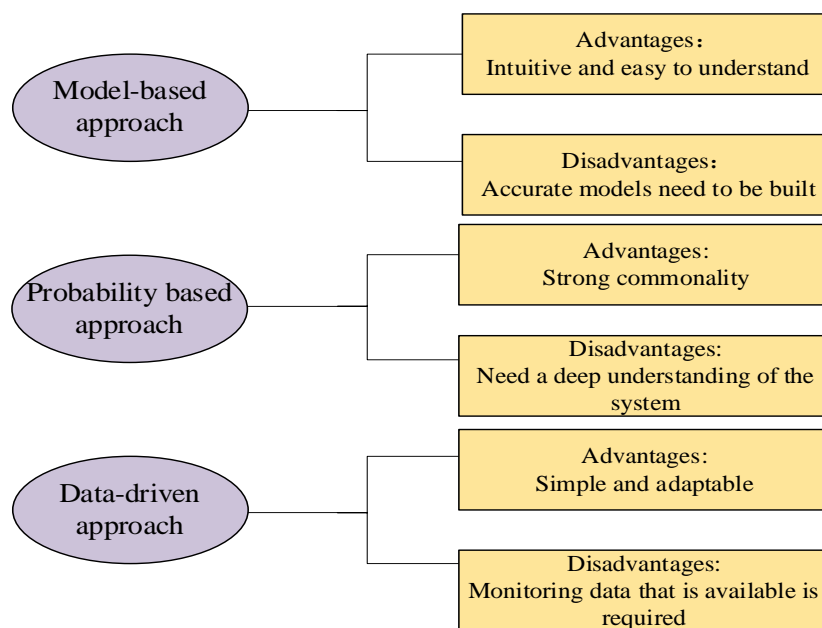 Model-based
approach
Advantages：
Intuitive and easy to understand
Disadvantages：
Accurate models need to be built
Probability based
approach
Advantages:
Strong commonality
Disadvantages:
Need a deep understanding of the
system
Data-driven
approach
Advantages:
Simple and adaptable
Disadvantages:
Monitoring data that is available is
required